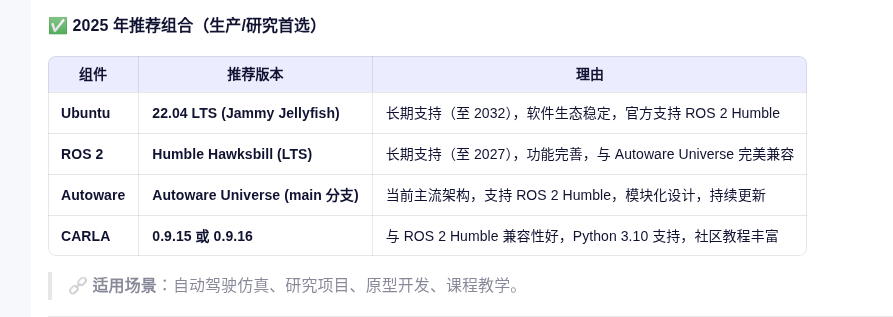 ✅ 2025 年推荐组合（生产/研究首选）
组件 推荐版本 理由
Ubuntu 22.04 LTS (Jammy Jellyfish) 长期支持（至 2032），软件生态稳定，官方支持 ROS 2 Humble
ROS 2 Humble Hawksbill (LTS) 长期支持（至 2027），功能完善，与 Autoware Universe 完美兼容
Autoware Autoware Universe (main 分支) 当前主流架构，支持 ROS 2 Humble，模块化设计，持续更新
CARLA 0.9.15 或 0.9.16 与 ROS 2 Humble 兼容性好，Python 3.10 支持，社区教程丰富
🔗 适用场景：自动驾驶仿真、研究项目、原型开发、课程教学。